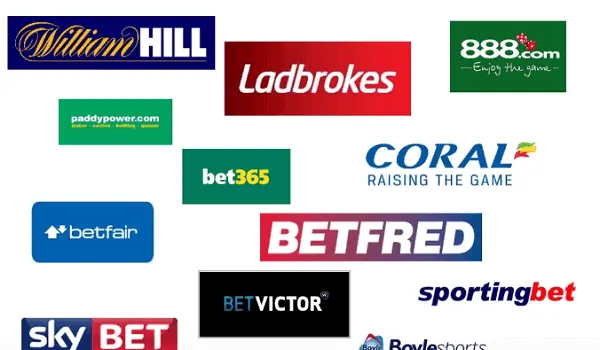 William HILL
Ladbrokes
888.com
Enjoy the game
paddypower.com
bet365
CORAL
RAISING THE GAME
betfair
BETFRED
BETVICTOR
sportingbet
sky BET
Boyle Boylesports